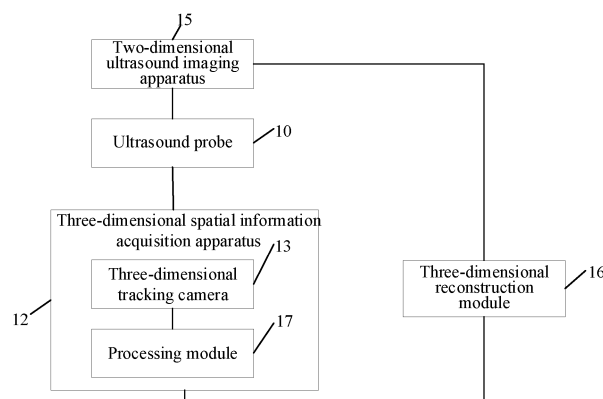 15
Two-dimensional
ultrasound imaging
apparatus
Ultrasound probe
10
Three-dimensional spatial information
acquisition apparatus
13
Three-dimensional
tracking camera
12
17
Processing module
Three-dimensional
reconstruction
module
16